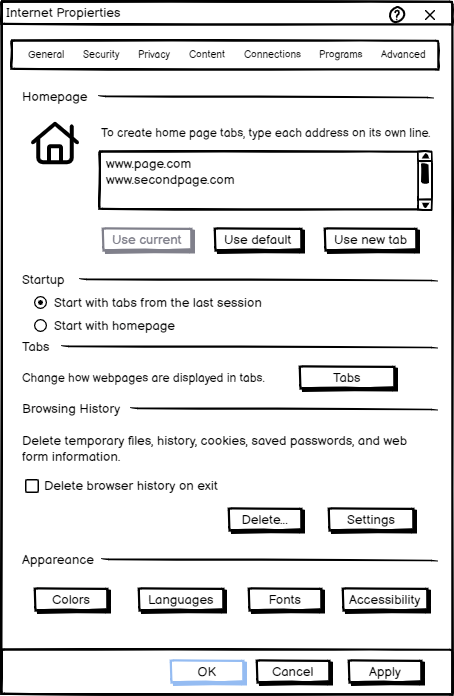 Internet Propierties
General Security Privacy Content Connections Programs Advanced
Homepage
To create home page tabs, type each address on its own line.
www.page.com
www.secondpage.com
Use current Use default Use new tab
Startup
Start with tabs from the last session
Start with homepage
Tabs
Change how webpages are displayed in tabs. Tabs
Browsing History
Delete temporary files, history, cookies, saved passwords, and web
form information.
Delete browser history on exit
Delete... Settings
Appareance
Colors Languages Fonts Accessibility
OK Cancel Apply